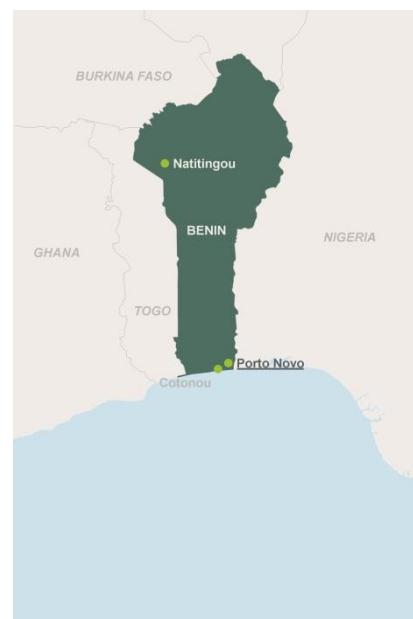 BURKINA FASO
Natitingou
BENIN
NIGERIA
GHANA
TOGO
Porto Novo
Cotonou